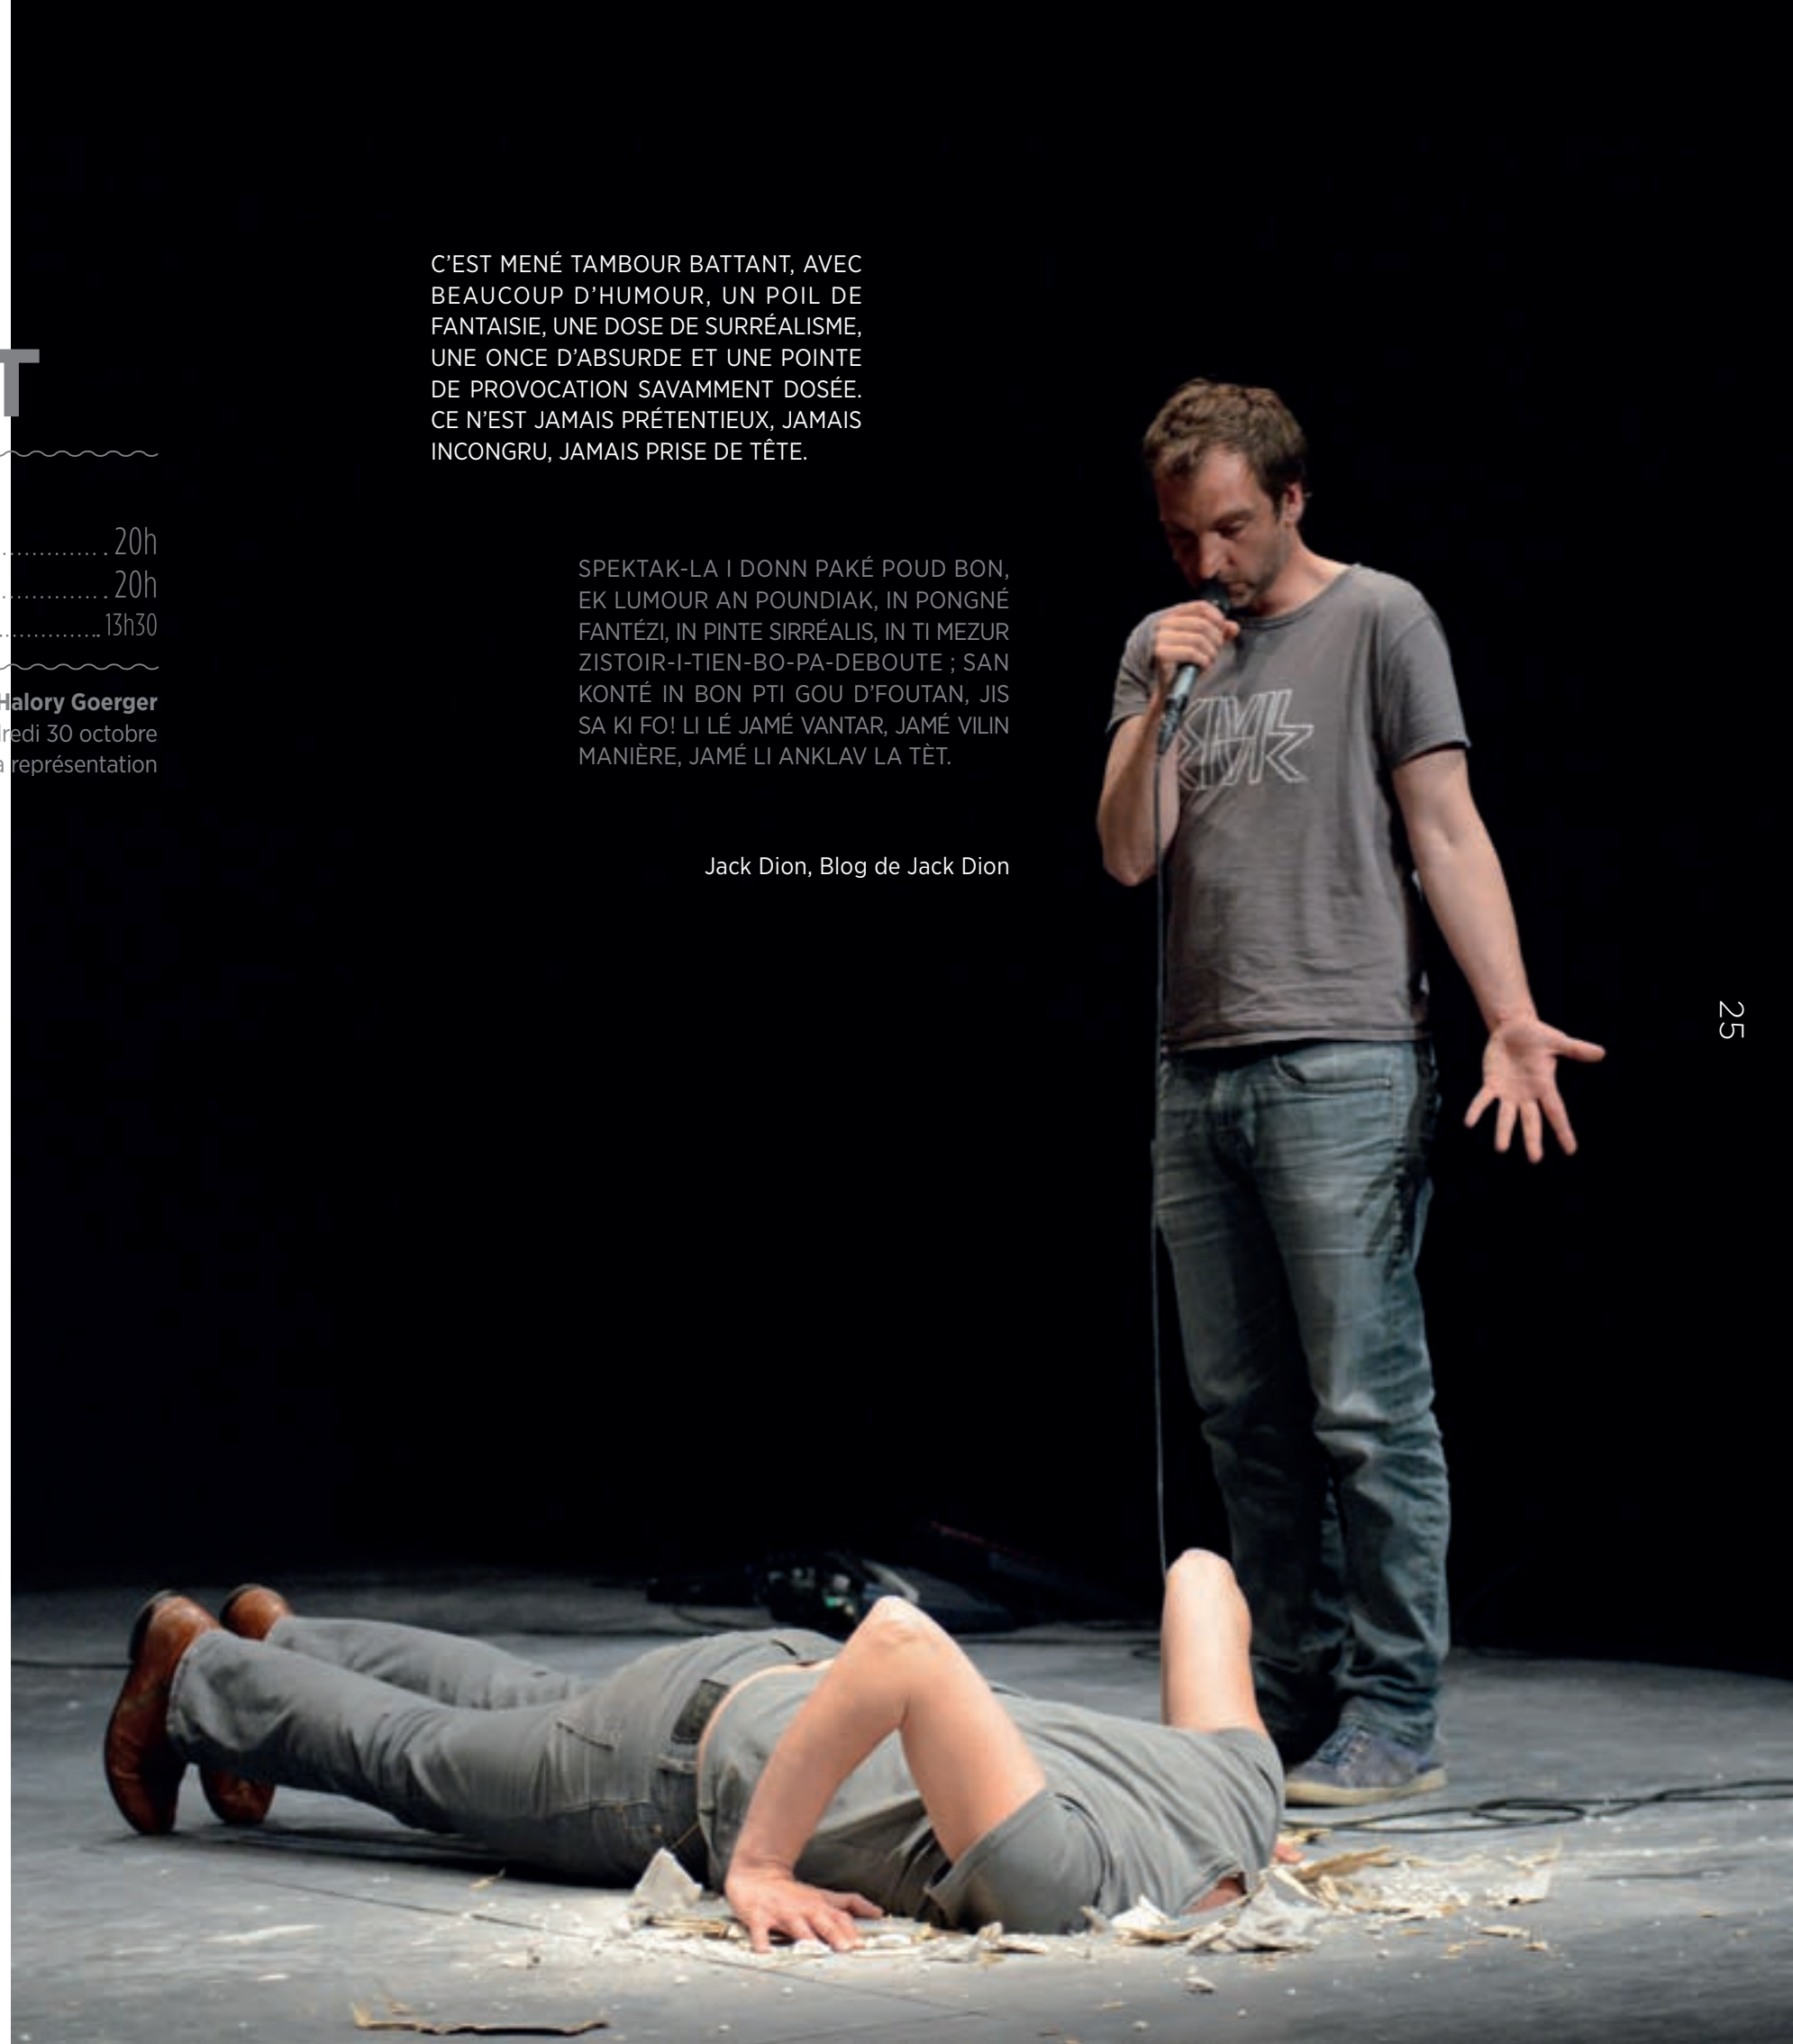 T
20h
20h
13h30
Halory Goerger
redi 30 octobre
représentation
C'EST MENÉ TAMBOUR BATTANT, AVEC
BEAUCOUP D'HUMOUR, UN POIL DE
FANTAISIE, UNE DOSE DE SURRÉALISME,
UNE ONCE D'ABSURDE ET UNE POINTE
DE PROVOCATION SAVAMMENT DOSÉE.
CE N'EST JAMAIS PRÉTENTIEUX, JAMAIS
INCONGRU, JAMAIS PRISE DE TÊTE.
SPEKTAK-LA I DONN PAKÉ POUD BON,
EK LUMOUR AN POUNDIAK, IN PONGNÉ
FANTÉZI, IN PINTE SIRRÉALIS, IN TI MEZUR
ZISTOIR-I-TIEN-BO-PA-DEBOUTE ; SAN
KONTÉ IN BON PTI GOU D'FOUTAN, JIS
SA KI FO! LI LÉ JAMÉ VANTAR, JAMÉ VILIN
MANIÈRE, JAMÉ LI ANKLAV LA TÈT.
Jack Dion, Blog de Jack Dion
25